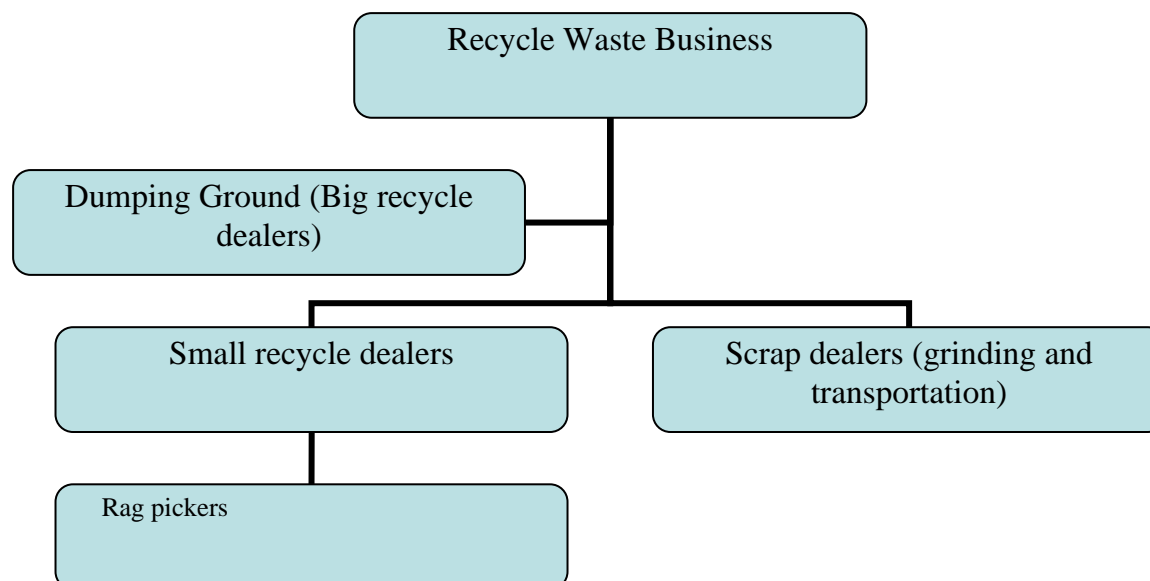 Recycle Waste Business
Dumping Ground (Big recycle
dealers)
Small recycle dealers
Scrap dealers (grinding and
transportation)
Rag pickers